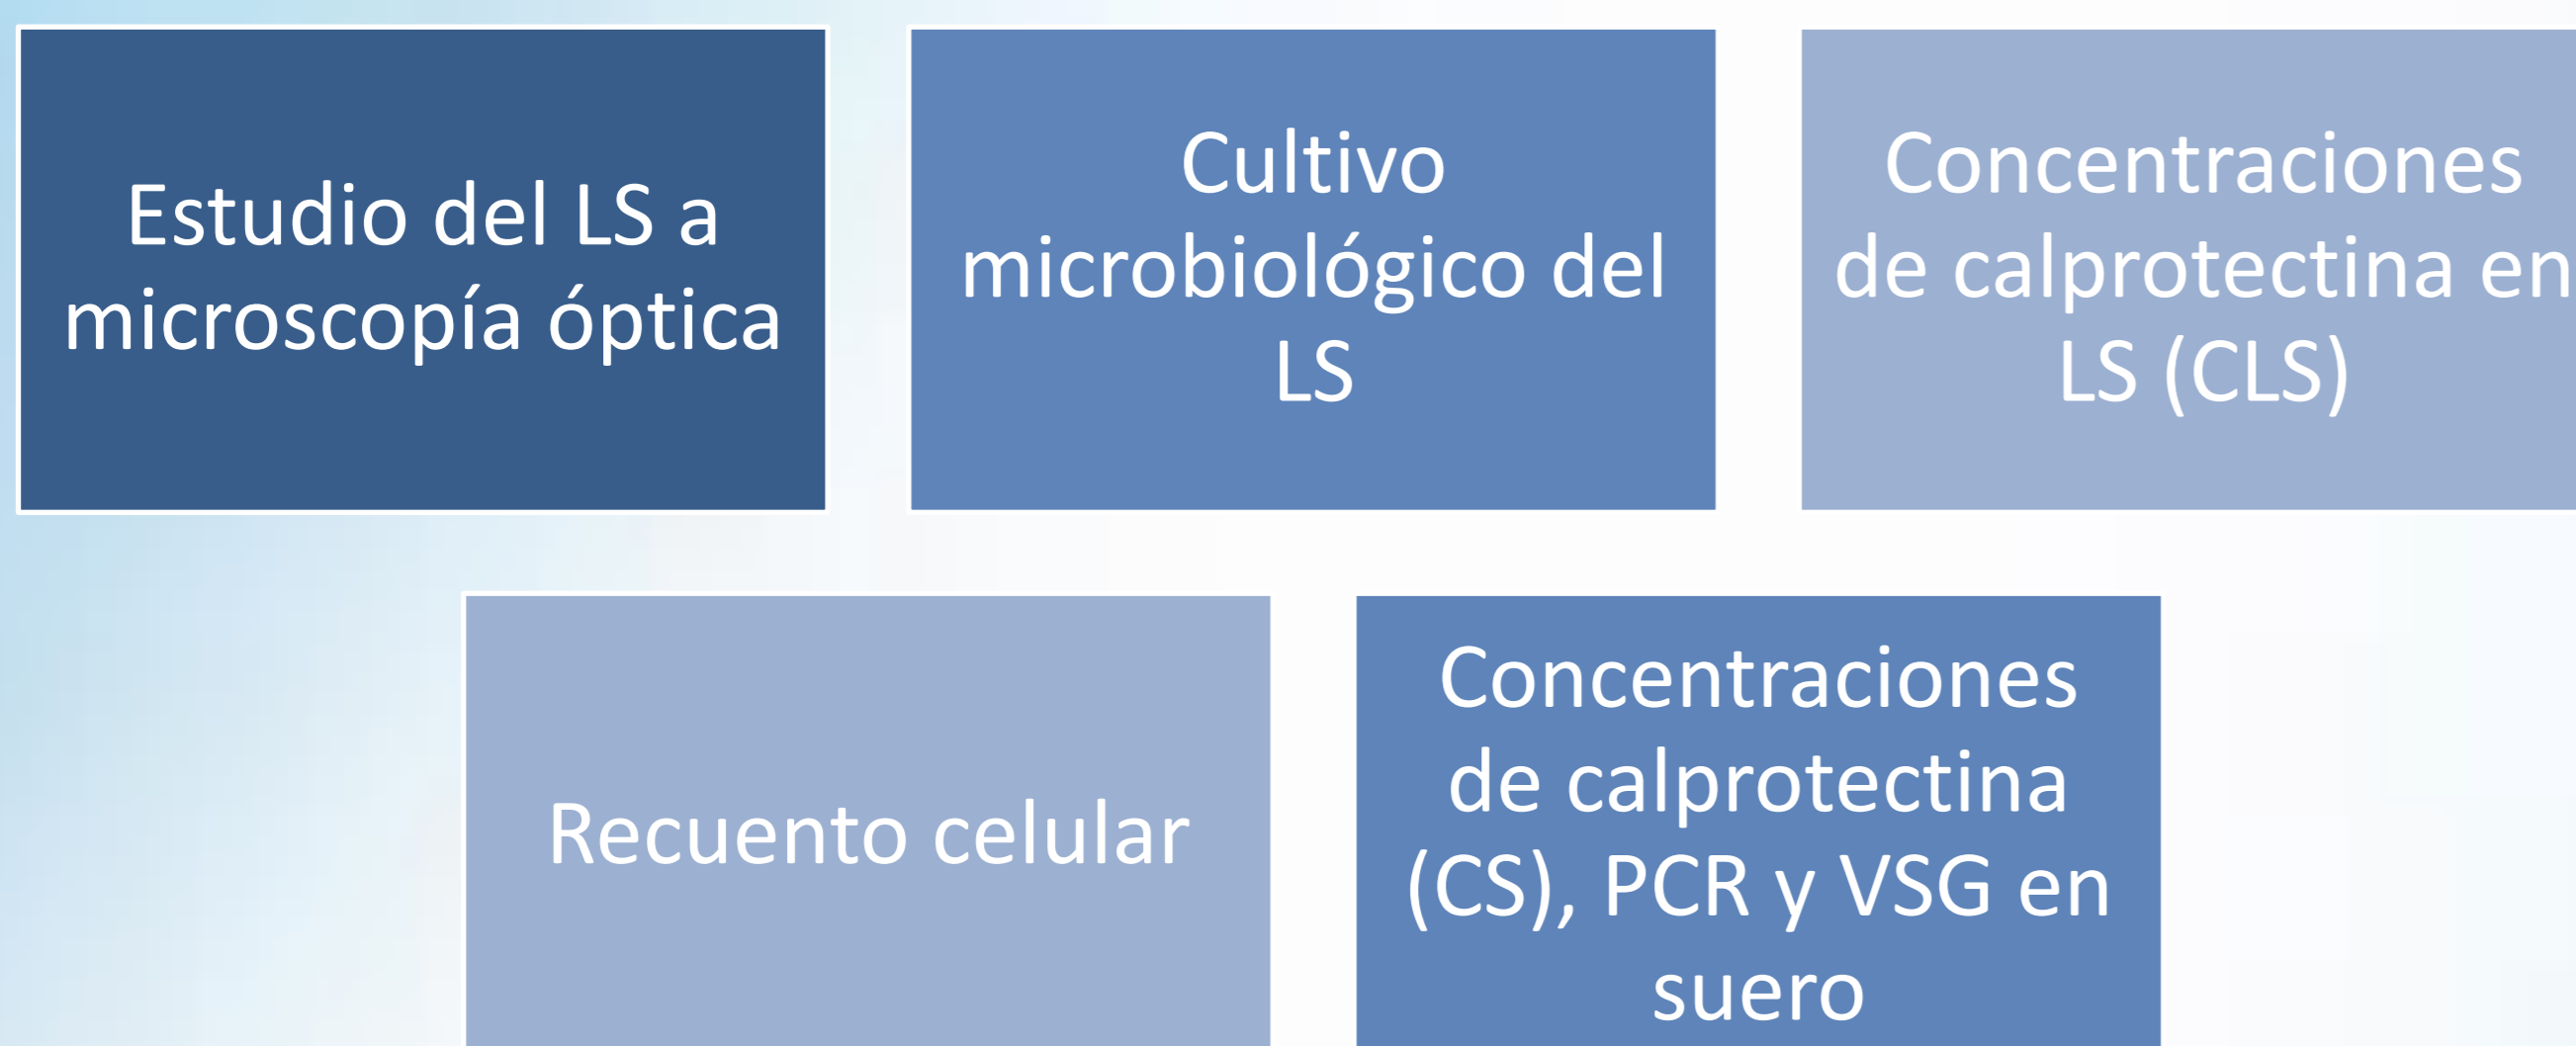 Estudio del LS a
microscopía óptica
Cultivo
microbiológico del
LS
Concentraciones
de calprotectina en
LS (CLS)
Recuento celular
Concentraciones
de calprotectina
(CS), PCR y VSG en
suero